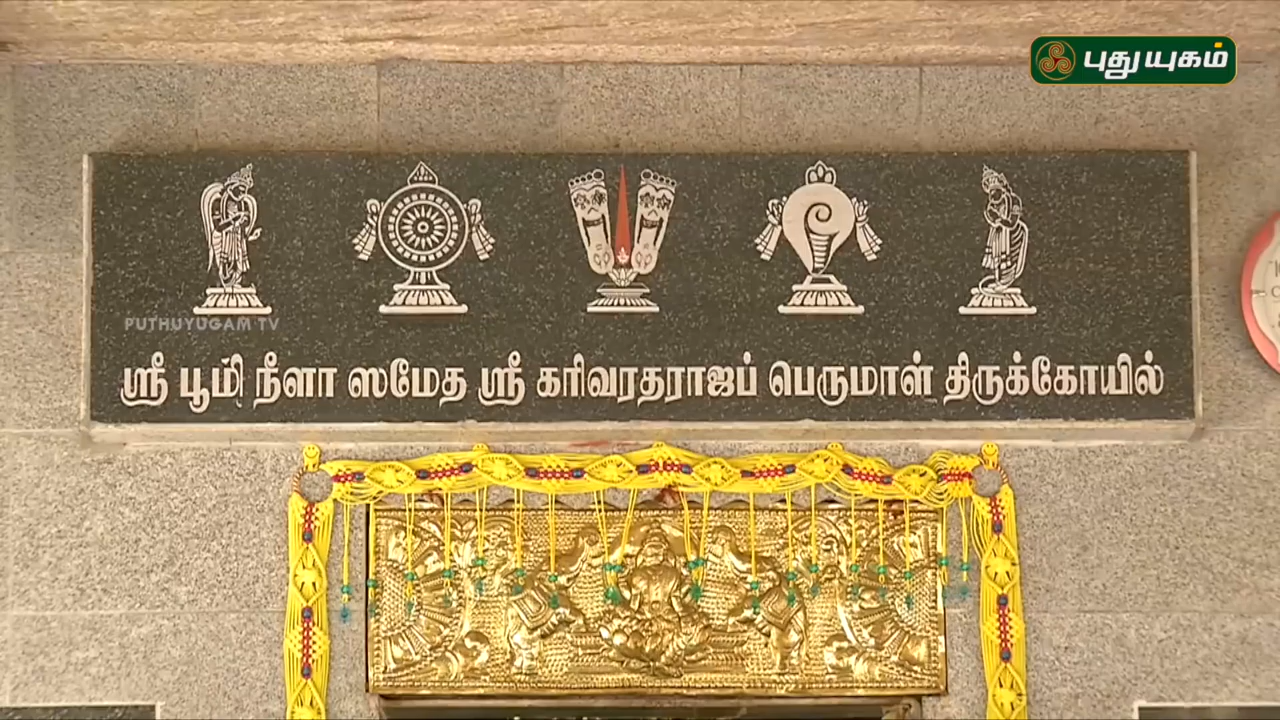 புதுயுகம்
PUTHUYUGAM TV
ஸ்ரீ பூமி நீளா ஸமேத ஸ்ரீ கரிவரதராஜப் பெருமாள் திருக்கோயில்